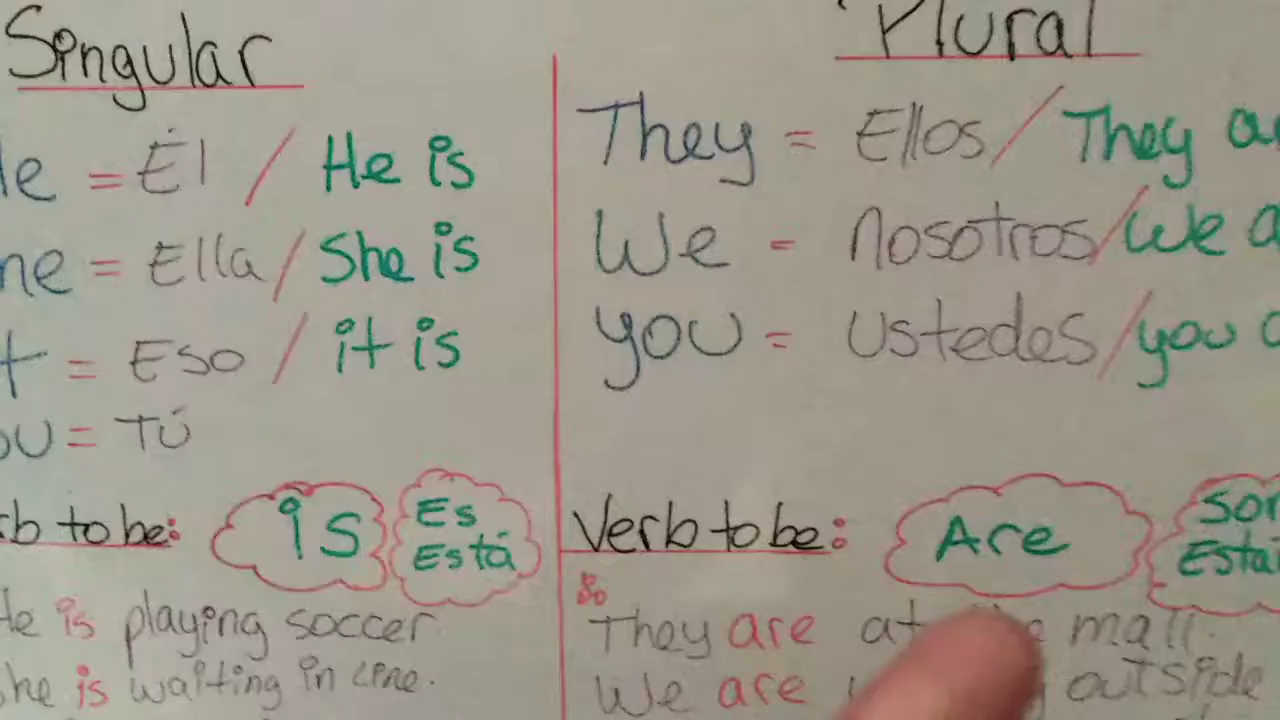 Singular
= Él / He is
= Ella / She is
= Eso / it is
= Tú
to be:
is
Es
Está
is playing soccer.
is waiting in line.
Plural
They = Ellos / They
We = nosotros / We
you = ustedes / you
Verb to be:
Are
They are at mall.
We are outside